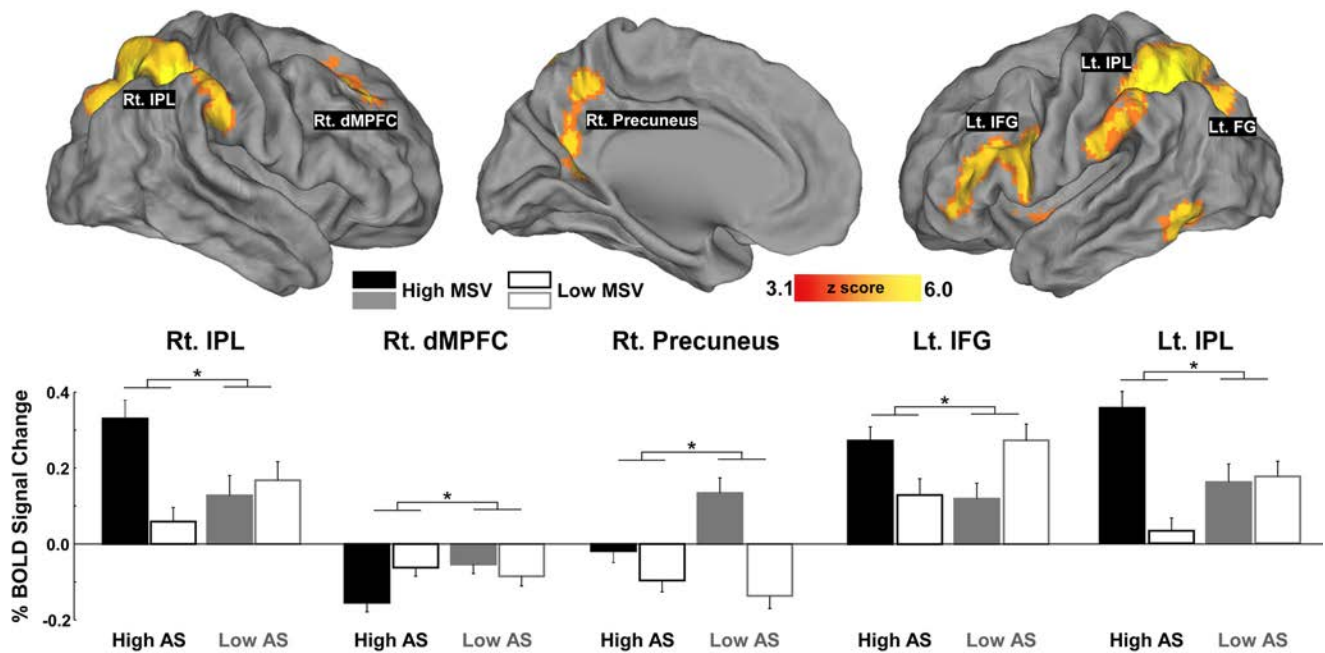 Rt. IPL
Rt. dMPFC
Rt. Precuneus
Lt. IPL
Lt. IFG
Lt. FG
High MSV
Low MSV
3.1 z score 6.0
Rt. IPL Rt. dMPFC Rt. Precuneus Lt. IFG Lt. IPL
% BOLD Signal Change
0.4
0.2
0.0
-0.2
* * * * *
High AS Low AS High AS Low AS High AS Low AS High AS Low AS High AS Low AS